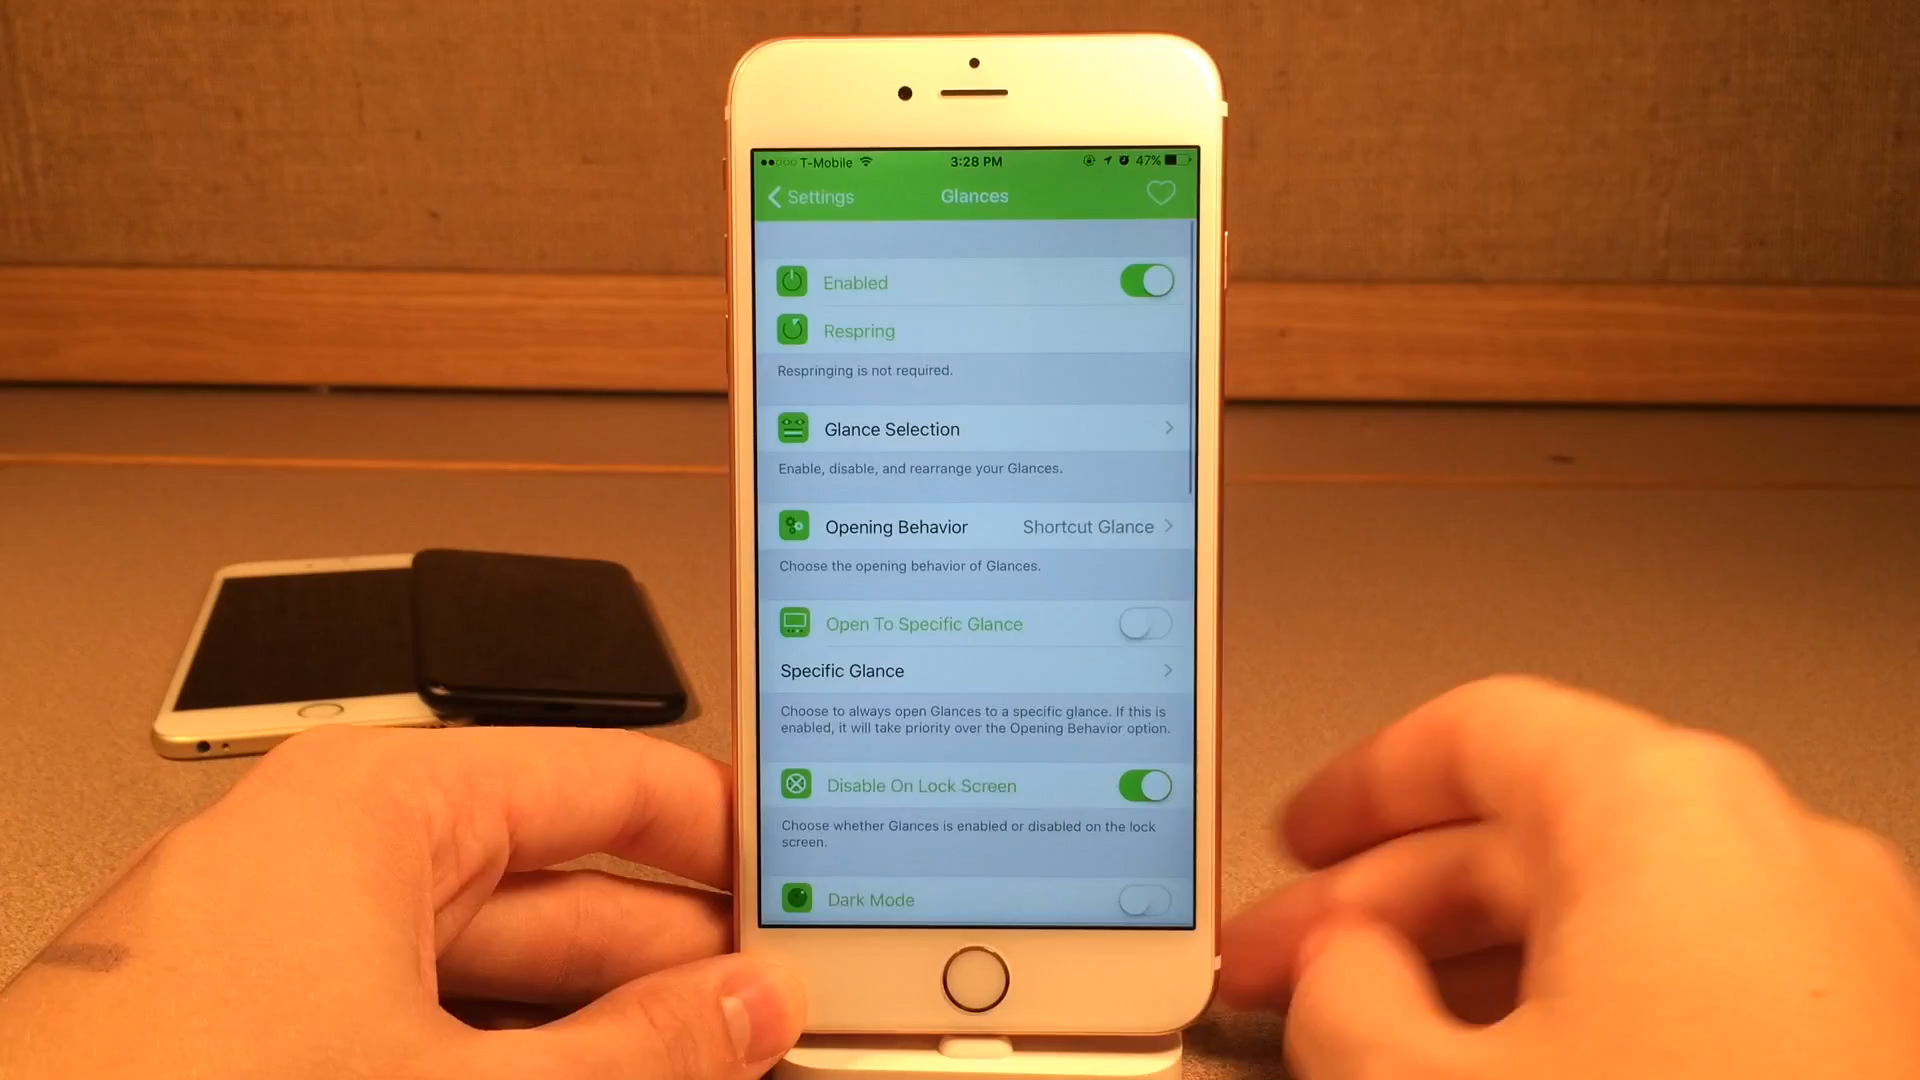 T-Mobile 3:28 PM 47%
Settings Glances
Enabled
Respring
Respringing is not required.
Glance Selection
Enable, disable, and rearrange your Glances.
Opening Behavior Shortcut Glance
Choose the opening behavior of Glances.
Open To Specific Glance
Specific Glance
Choose to always open Glances to a specific glance. If this is
enabled, it will take priority over the Opening Behavior option.
Disable On Lock Screen
Choose whether Glances is enabled or disabled on the lock
screen.
Dark Mode